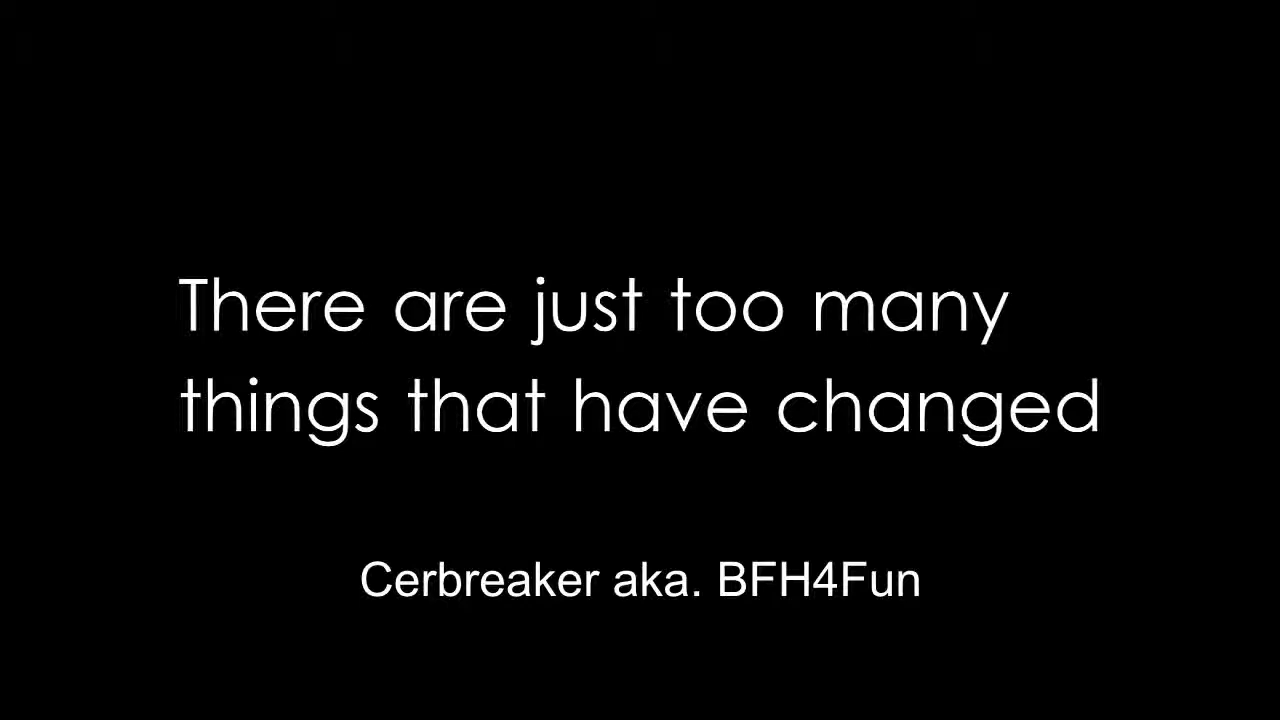 There are just too many
things that have changed
Cerbreaker aka. BFH4Fun